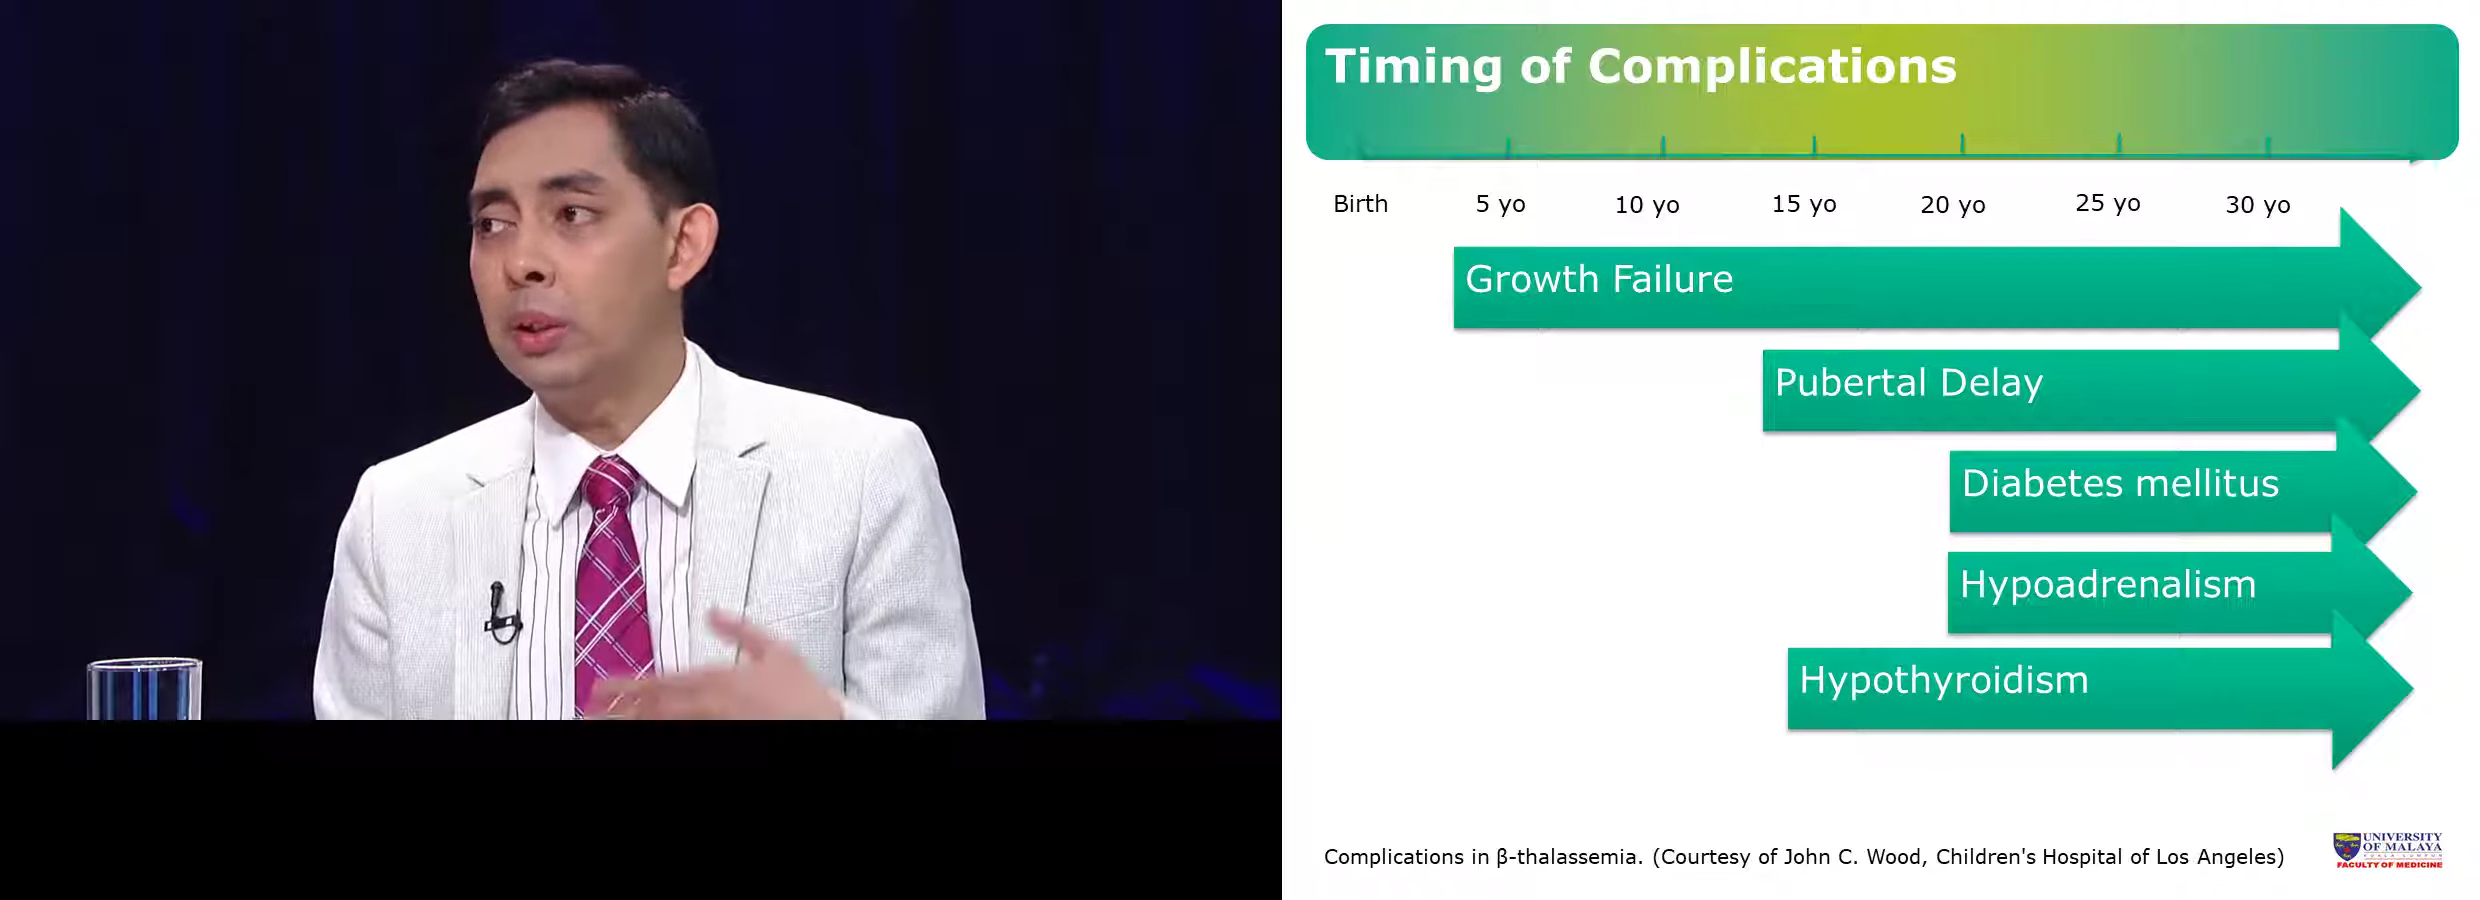 Timing of Complications
Birth 5 yo 10 yo 15 yo 20 yo 25 yo 30 yo
Growth Failure
Pubertal Delay
Diabetes mellitus
Hypoadrenalism
Hypothyroidism
Complications in β-thalassemia. (Courtesy of John C. Wood, Children's Hospital of Los Angeles)
UNIVERSITY
OF MALAYA
FACULTY OF MEDICINE